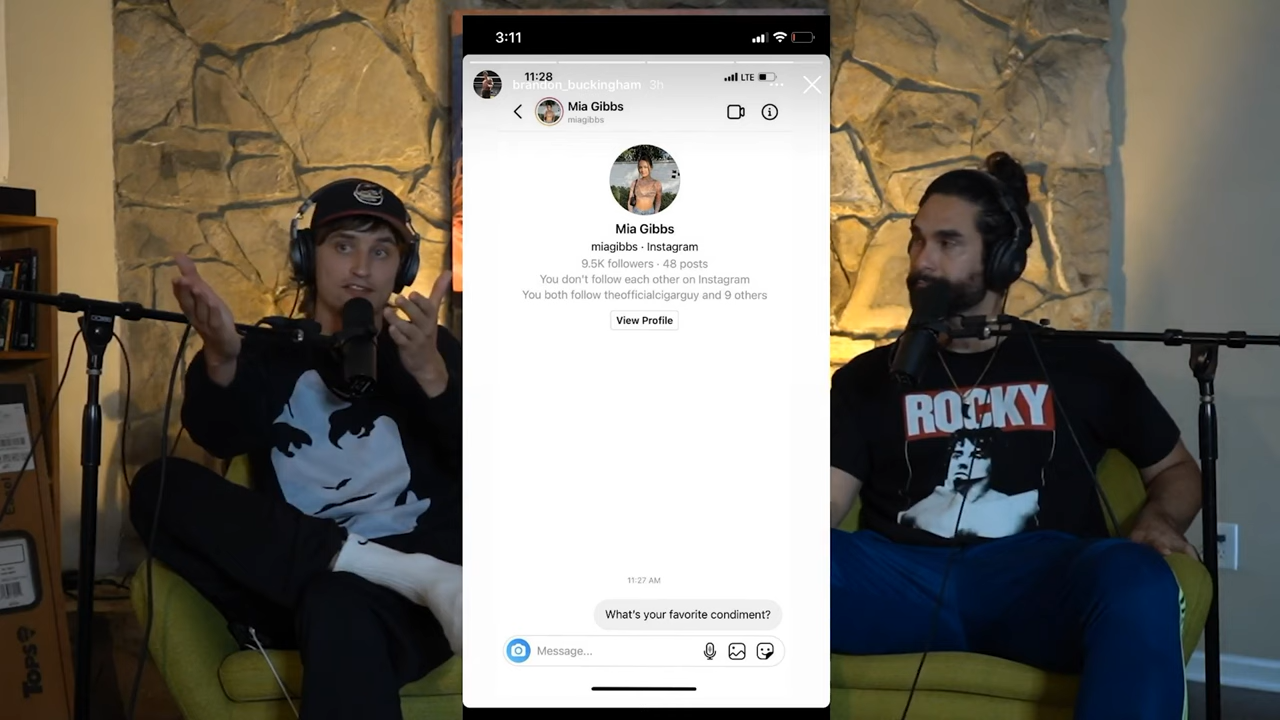 3:11
11:28
LTE
brandon_buckingham 3h
Mia Gibbs
miagibbs
Mia Gibbs
miagibbs · Instagram
9.5K followers · 48 posts
You don't follow each other on Instagram
You both follow theofficialcigarguy and 9 others
View Profile
11:27 AM
What's your favorite condiment?
Message...
ROCKY
Tops